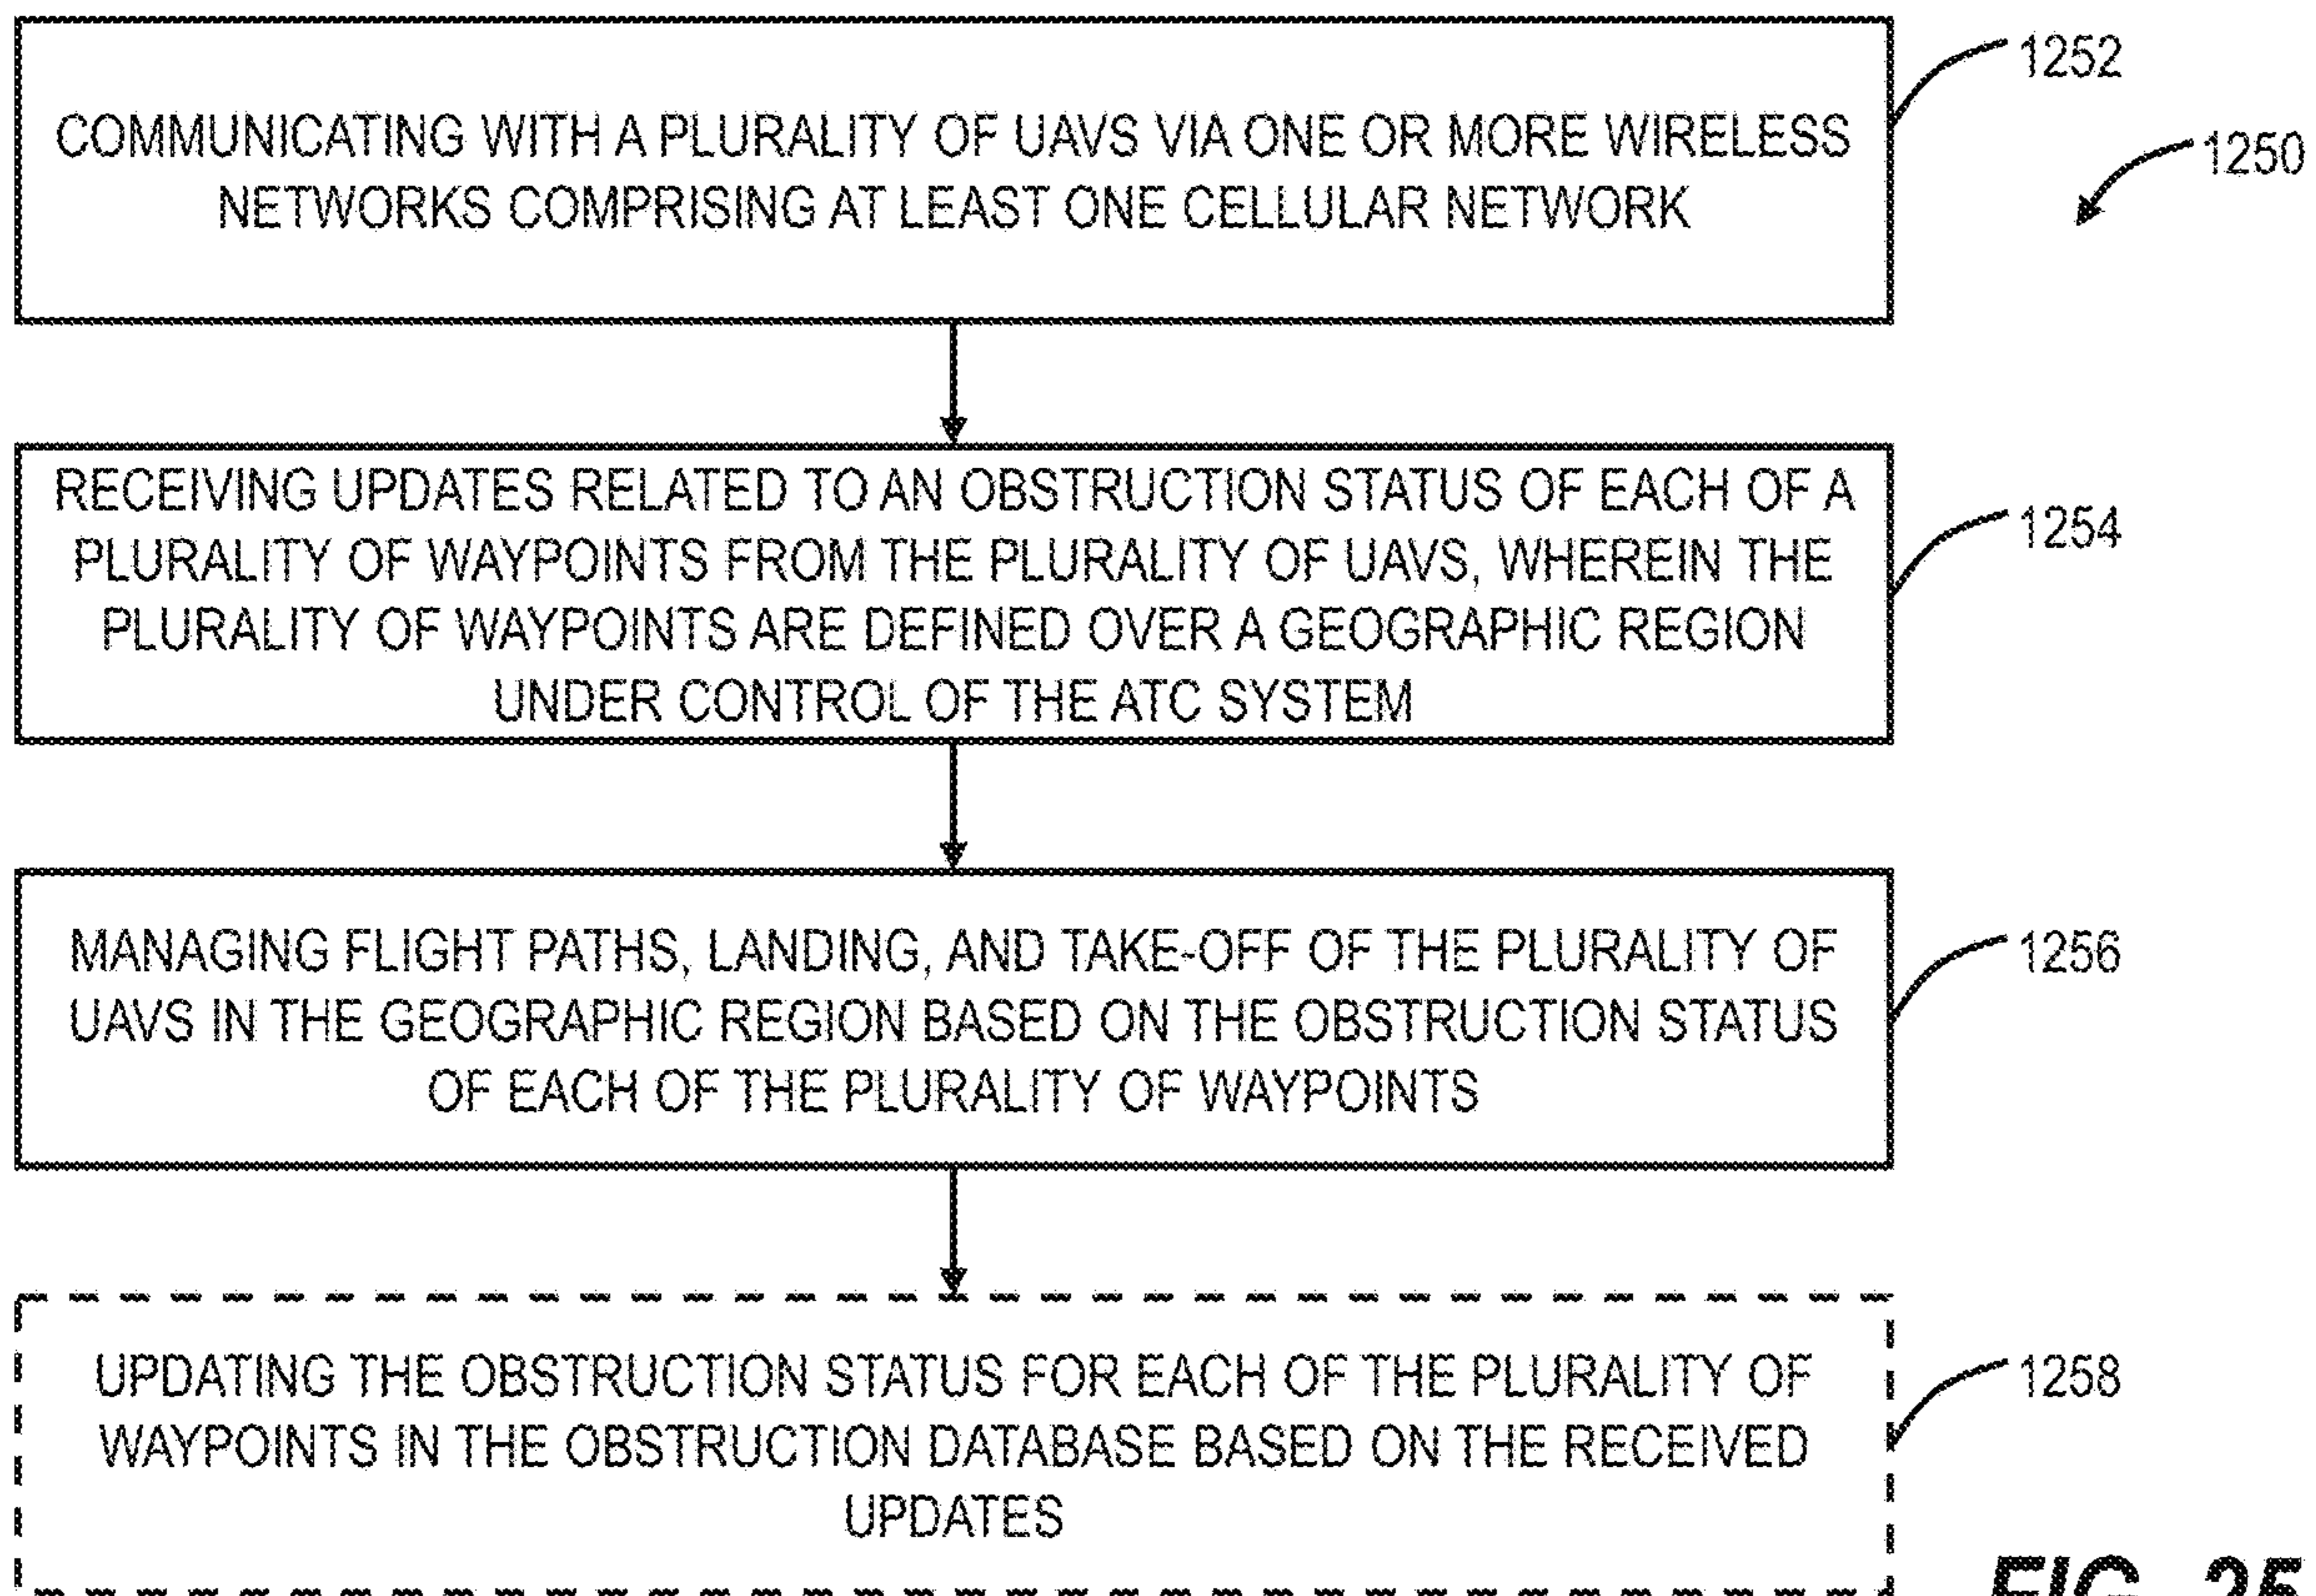 COMMUNICATING WITH A PLURALITY OF UAVS VIA ONE OR MORE WIRELESS
NETWORKS COMPRISING AT LEAST ONE CELLULAR NETWORK
1252
1250
RECEIVING UPDATES RELATED TO AN OBSTRUCTION STATUS OF EACH OF A
PLURALITY OF WAYPOINTS FROM THE PLURALITY OF UAVS, WHEREIN THE
PLURALITY OF WAYPOINTS ARE DEFINED OVER A GEOGRAPHIC REGION
UNDER CONTROL OF THE ATC SYSTEM
1254
MANAGING FLIGHT PATHS, LANDING, AND TAKE-OFF OF THE PLURALITY OF
UAVS IN THE GEOGRAPHIC REGION BASED ON THE OBSTRUCTION STATUS
OF EACH OF THE PLURALITY OF WAYPOINTS
1256
UPDATING THE OBSTRUCTION STATUS FOR EACH OF THE PLURALITY OF
WAYPOINTS IN THE OBSTRUCTION DATABASE BASED ON THE RECEIVED
UPDATES
1258
FIG. 25